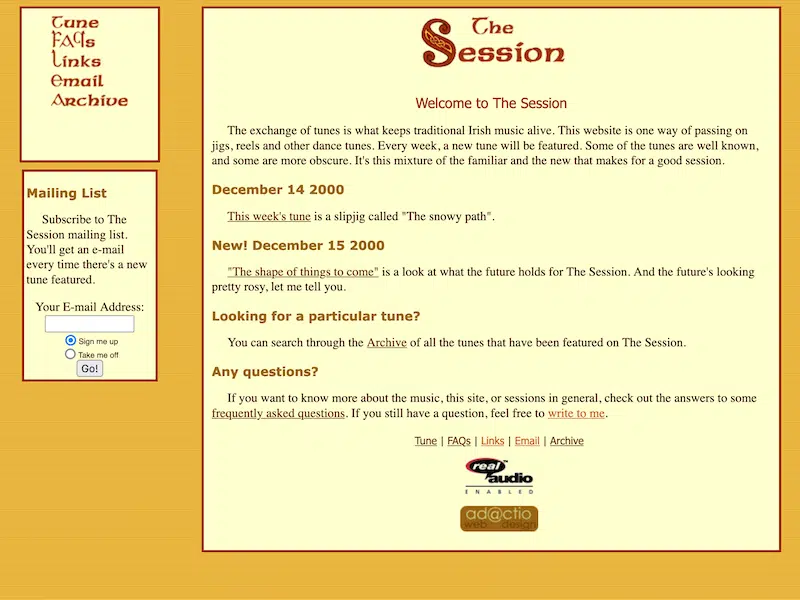 Tune
FAQs
Links
Email
Archive
Mailing List
Subscribe to The
Session mailing list.
You'll get an e-mail
every time there's a new
tune featured.
Your E-mail Address:
Sign me up
Take me off
Go!
The
Session
Welcome to The Session
The exchange of tunes is what keeps traditional Irish music alive. This website is one way of passing on
jigs, reels and other dance tunes. Every week, a new tune will be featured. Some of the tunes are well known,
and some are more obscure. It's this mixture of the familiar and the new that makes for a good session.
December 14 2000
This week's tune is a slipjig called "The snowy path".
New! December 15 2000
"The shape of things to come" is a look at what the future holds for The Session. And the future's looking
pretty rosy, let me tell you.
Looking for a particular tune?
You can search through the Archive of all the tunes that have been featured on The Session.
Any questions?
If you want to know more about the music, this site, or sessions in general, check out the answers to some
frequently asked questions. If you still have a question, feel free to write to me.
Tune | FAQs | Links | Email | Archive
real™
audio
ENABLED
ad@ctio
web design